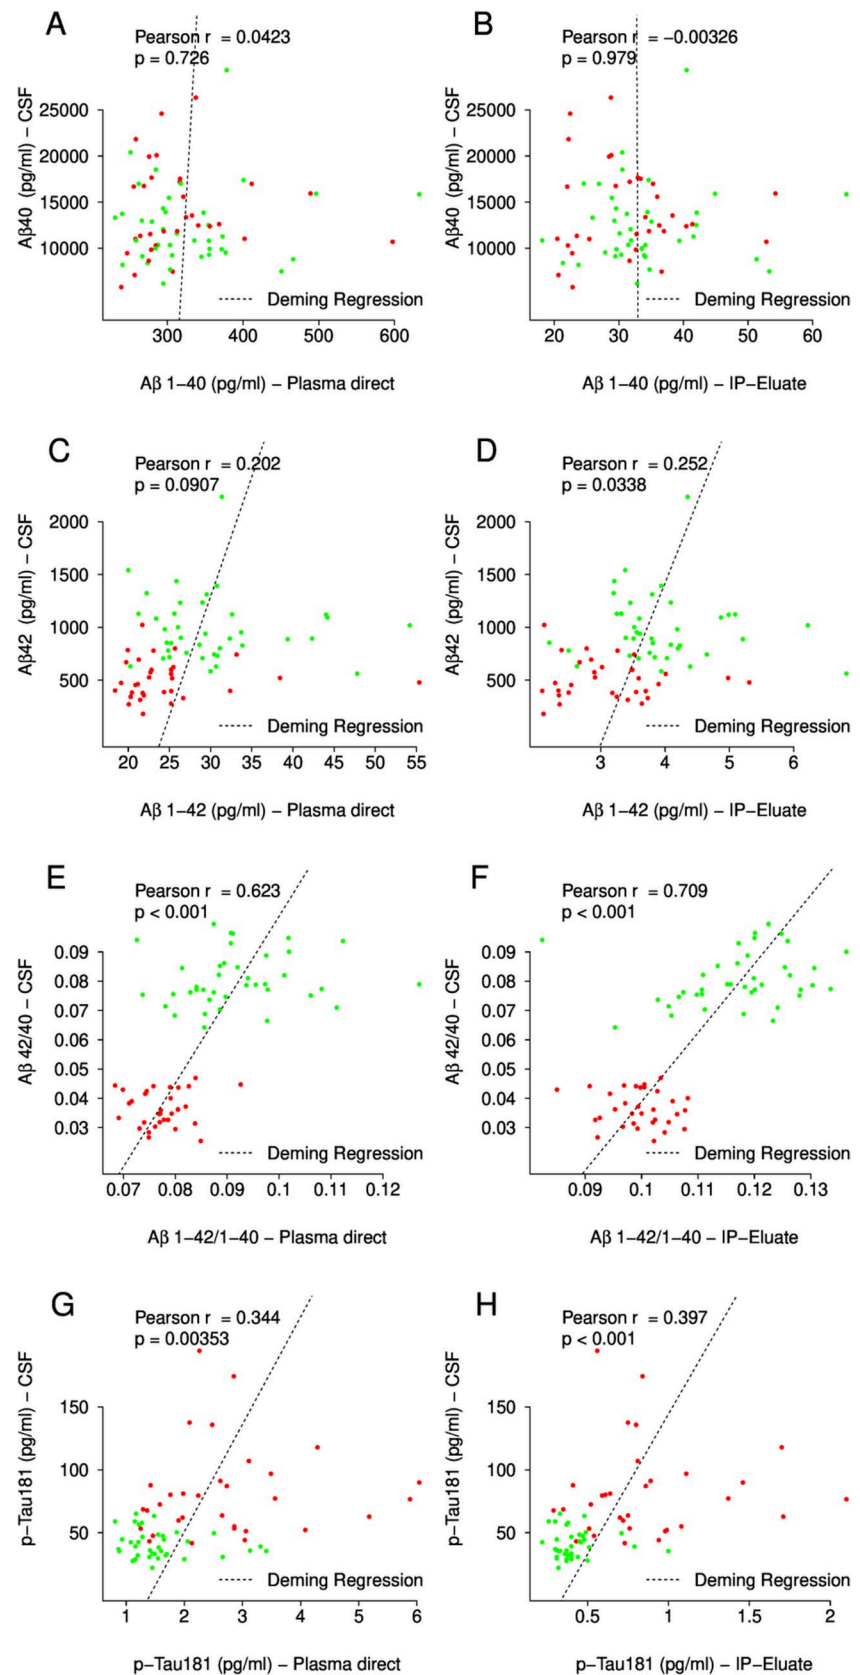 A
Pearson r = 0.0423
p = 0.726
Aβ40 (pg/ml) – CSF
25000
20000
15000
10000
Deming Regression
300 400 500 600
Aβ 1–40 (pg/ml) – Plasma direct
B
Pearson r = −0.00326
p = 0.979
Aβ40 (pg/ml) – CSF
25000
20000
15000
10000
Deming Regression
20 30 40 50 60
Aβ 1–40 (pg/ml) – IP–Eluate
C
Pearson r = 0.202
p = 0.0907
Aβ42 (pg/ml) – CSF
2000
1500
1000
500
Deming Regression
20 25 30 35 40 45 50 55
Aβ 1–42 (pg/ml) – Plasma direct
D
Pearson r = 0.252
p = 0.0338
Aβ42 (pg/ml) – CSF
2000
1500
1000
500
Deming Regression
3 4 5 6
Aβ 1–42 (pg/ml) – IP–Eluate
E
Pearson r = 0.623
p < 0.001
Aβ 42/40 – CSF
0.09
0.08
0.07
0.06
0.05
0.04
0.03
Deming Regression
0.07 0.08 0.09 0.1 0.11 0.12
Aβ 1–42/1–40 – Plasma direct
F
Pearson r = 0.709
p < 0.001
Aβ 42/40 – CSF
0.09
0.08
0.07
0.06
0.05
0.04
0.03
Deming Regression
0.09 0.1 0.11 0.12 0.13
Aβ 1–42/1–40 – IP–Eluate
G
Pearson r = 0.344
p = 0.00353
p–Tau181 (pg/ml) – CSF
150
100
50
Deming Regression
1 2 3 4 5 6
p–Tau181 (pg/ml) – Plasma direct
H
Pearson r = 0.397
p < 0.001
p–Tau181 (pg/ml) – CSF
150
100
50
Deming Regression
0.5 1 1.5 2
p–Tau181 (pg/ml) – IP–Eluate